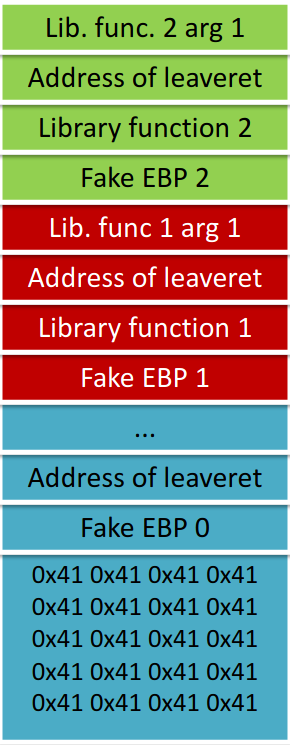 Lib. func. 2 arg 1
Address of leaveret
Library function 2
Fake EBP 2
Lib. func 1 arg 1
Address of leaveret
Library function 1
Fake EBP 1
...
Address of leaveret
Fake EBP 0
0x41 0x41 0x41 0x41
0x41 0x41 0x41 0x41
0x41 0x41 0x41 0x41
0x41 0x41 0x41 0x41
0x41 0x41 0x41 0x41